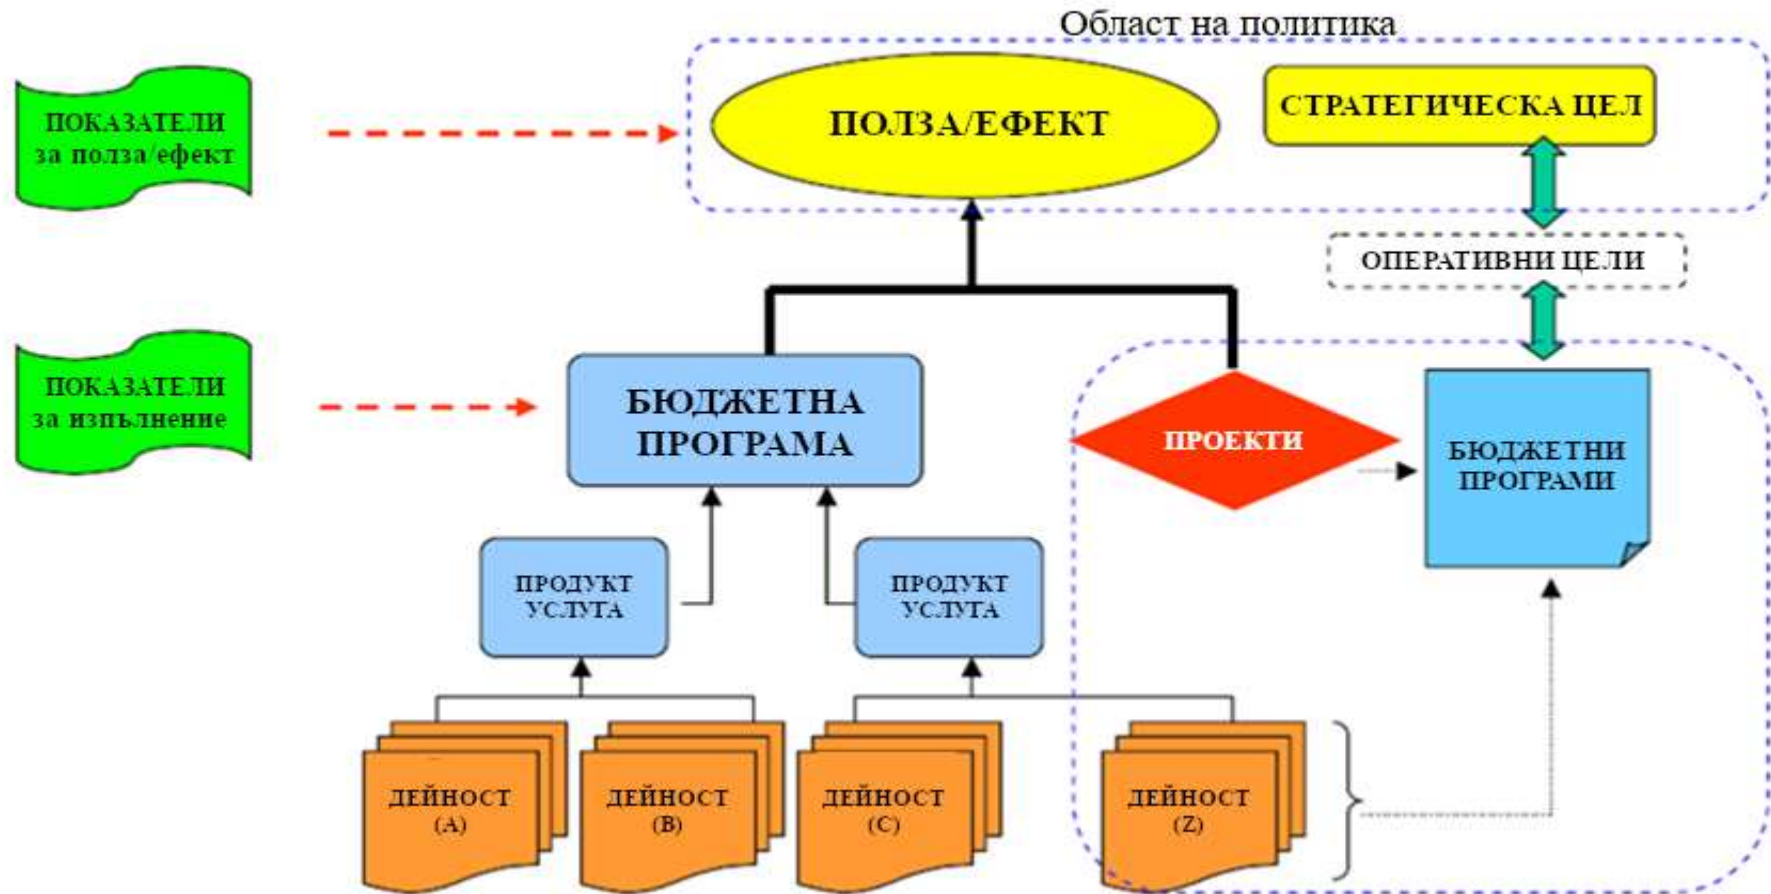 Област на политика
ПОКАЗАТЕЛИ
за полза/ефект
ПОЛЗА/ЕФЕКТ
СТРАТЕГИЧЕСКА ЦЕЛ
ОПЕРАТИВНИ ЦЕЛИ
ПОКАЗАТЕЛИ
за изпълнение
БЮДЖЕТНА
ПРОГРАМА
ПРОЕКТИ
БЮДЖЕТНИ
ПРОГРАМИ
ПРОДУКТ
УСЛУГА
ПРОДУКТ
УСЛУГА
ДЕЙНОСТ
(A)
ДЕЙНОСТ
(B)
ДЕЙНОСТ
(C)
ДЕЙНОСТ
(Z)